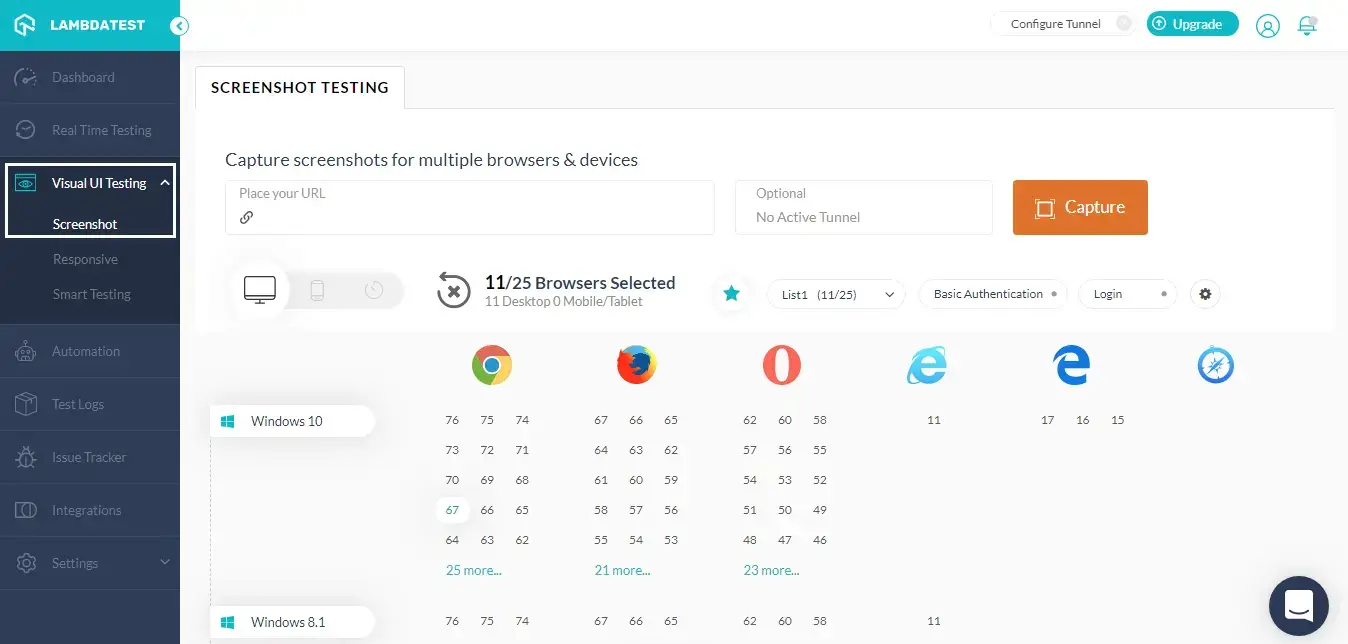 LAMBDATEST
Configure Tunnel
Upgrade
Dashboard
Real Time Testing
Visual UI Testing
Screenshot
Responsive
Smart Testing
Automation
Test Logs
Issue Tracker
Integrations
Settings
SCREENSHOT TESTING
Capture screenshots for multiple browsers & devices
Place your URL
Optional
No Active Tunnel
Capture
11/25 Browsers Selected
11 Desktop 0 Mobile/Tablet
List1 (11/25)
Basic Authentication
Login
Windows 10
76 75 74 67 66 65 62 60 58 11 17 16 15
73 72 71 64 63 62 57 56 55
70 69 68 61 60 59 54 53 52
67 66 65 58 57 56 51 50 49
64 63 62 55 54 53 48 47 46
25 more... 21 more... 23 more...
Windows 8.1
76 75 74 67 66 65 62 60 58 11